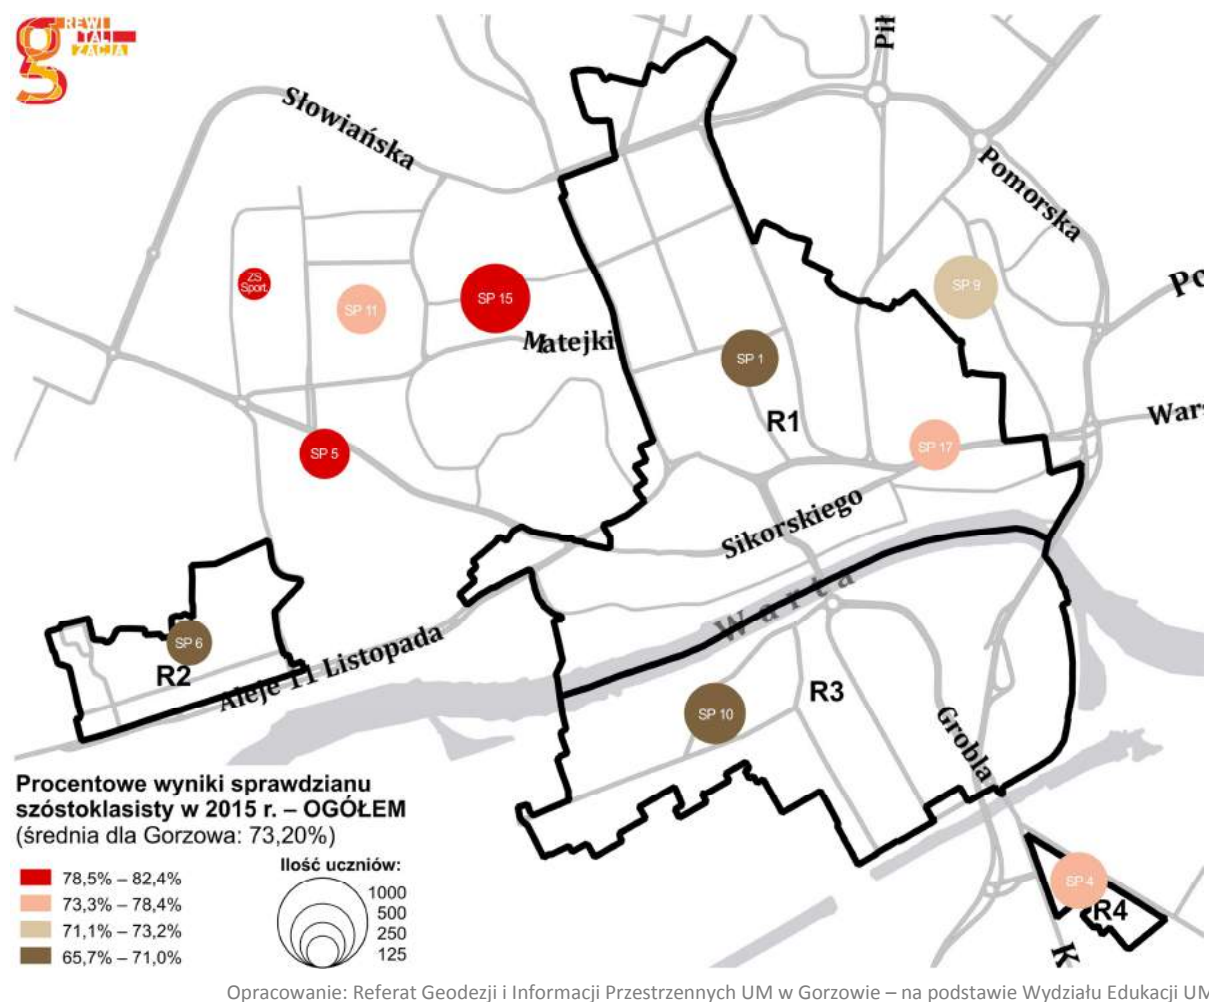 REWI
TALI
ZACJA
Słowiańska
Pił
Pomorska
ZS
Sport.
SP 11
SP 15
SP 9
Po
Matejki
SP 1
R1
Wars
SP 5
SP 17
Sikorskiego
Warta
SP 6
R2
Aleje 11 Listopada
SP 10
R3
Grobla
SP 4
R4
K
Procentowe wyniki sprawdzianu
szóstoklasisty w 2015 r. – OGÓŁEM
(średnia dla Gorzowa: 73,20%)
78,5% – 82,4%
73,3% – 78,4%
71,1% – 73,2%
65,7% – 71,0%
Ilość uczniów:
1000
500
250
125
Opracowanie: Referat Geodezji i Informacji Przestrzennych UM w Gorzowie – na podstawie Wydziału Edukacji UM